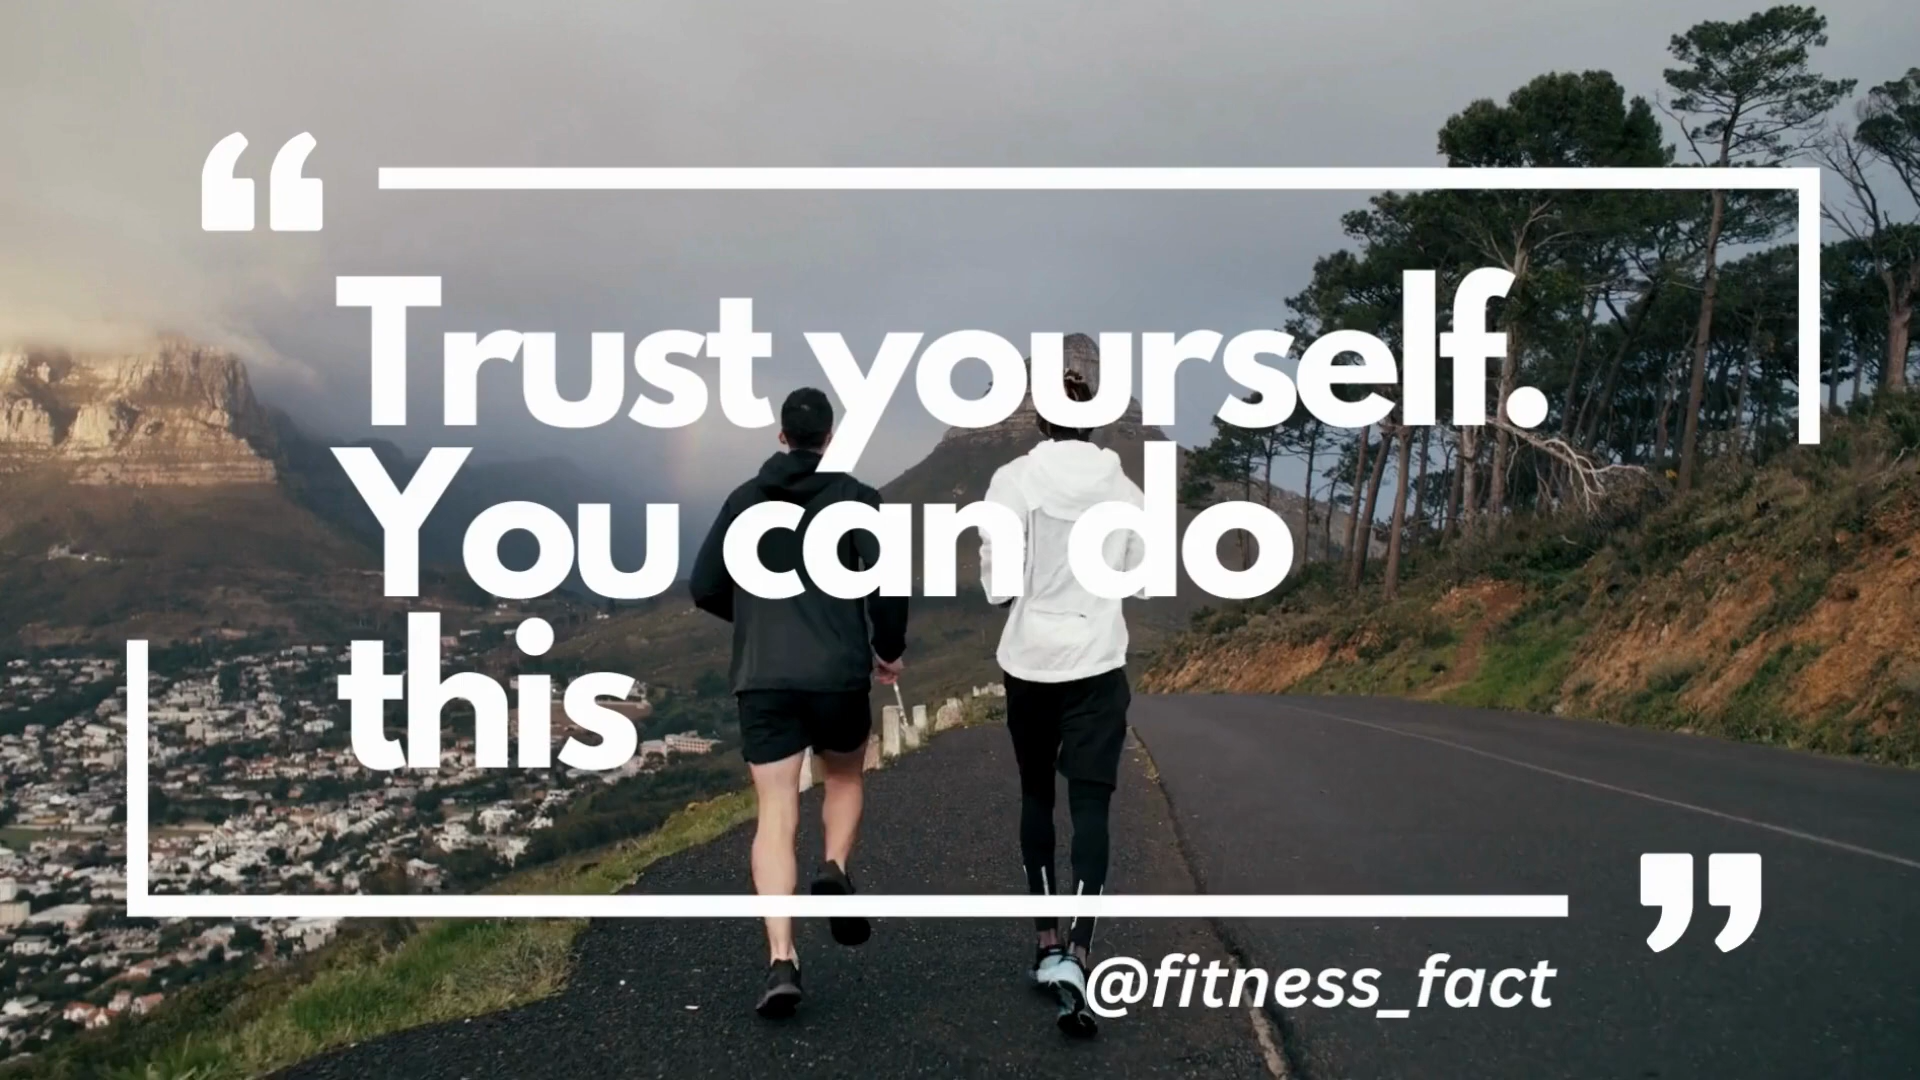 “
Trust yourself.
You can do
this
”
@fitness_fact